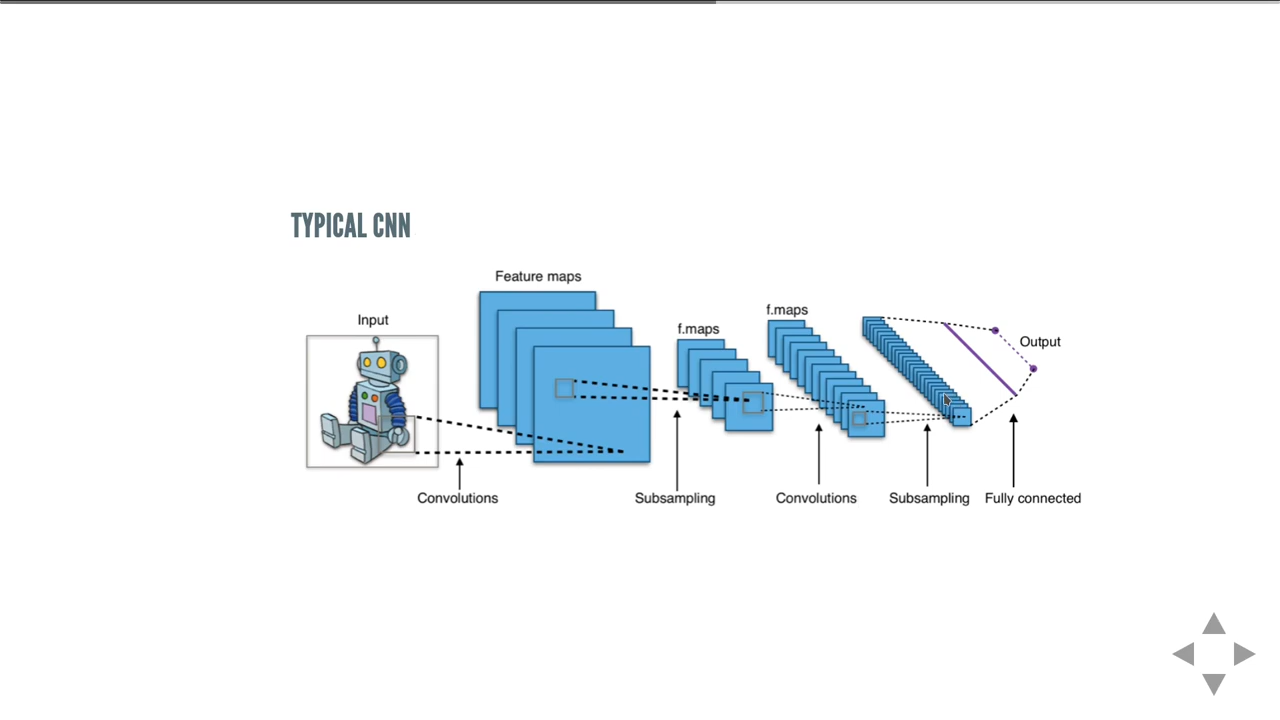 TYPICAL CNN
Feature maps
Input
f.maps
f.maps
Output
Convolutions
Subsampling
Convolutions
Subsampling
Fully connected